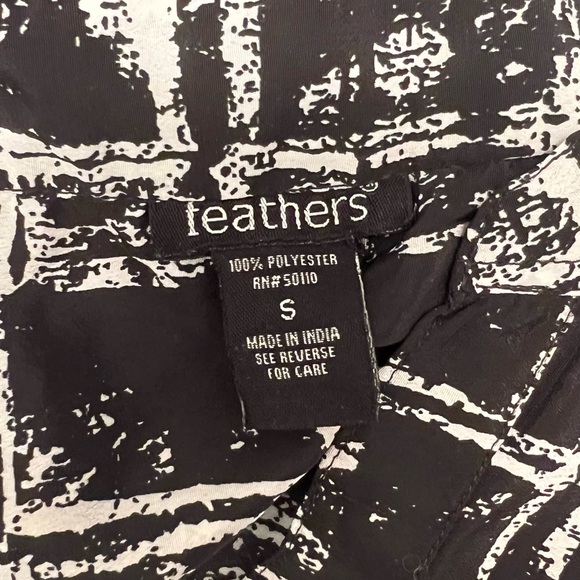 feathers
100% POLYESTER
RN# 50110
S
MADE IN INDIA
SEE REVERSE
FOR CARE